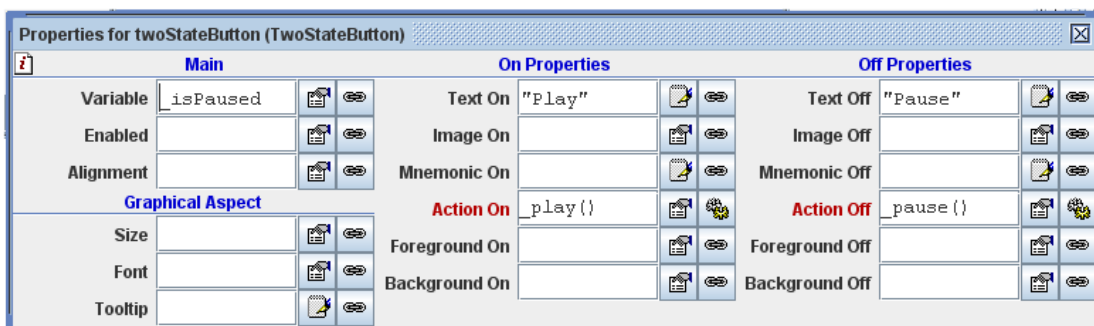 Properties for twoStateButton (TwoStateButton)
Main
Variable _isPaused
Enabled
Alignment
Graphical Aspect
Size
Font
Tooltip
On Properties
Text On "Play"
Image On
Mnemonic On
Action On _play()
Foreground On
Background On
Off Properties
Text Off "Pause"
Image Off
Mnemonic Off
Action Off _pause()
Foreground Off
Background Off